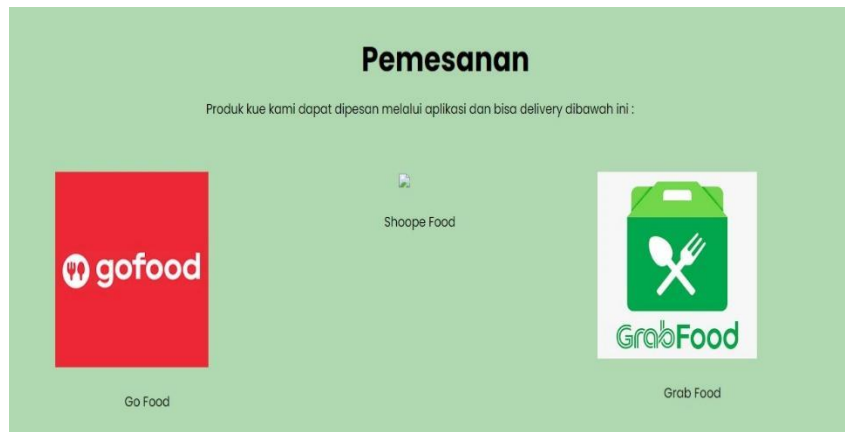 Pemesanan
Produk kue kami dapat dipesan melalui aplikasi dan bisa delivery dibawah ini :
gofood
Go Food
Shoope Food
GrabFood
Grab Food